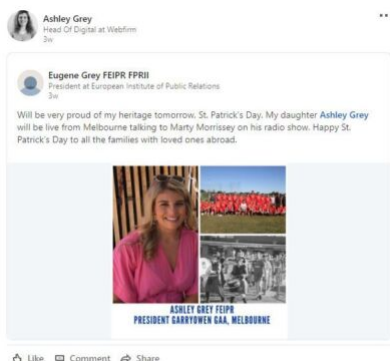 Ashley Grey
Head Of Digital at Webfirm
3w
Eugene Grey FEIPR FPRII
President at European Institute of Public Relations
3w
Will be very proud of my heritage tomorrow, St. Patrick's Day. My daughter Ashley Grey
will be live from Melbourne talking to Marty Morrissey on his radio show. Happy St.
Patrick's Day to all the families with loved ones abroad.
ASHLEY GREY FEIPR
PRESIDENT GARRYOWEN GAA, MELBOURNE
Like Comment Share